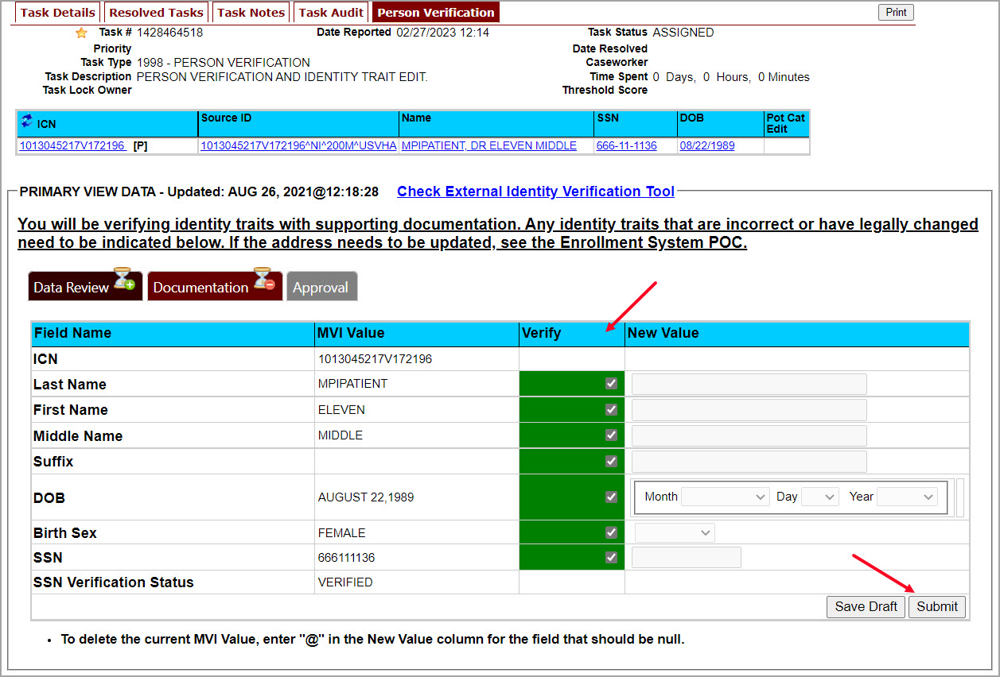 Task Details Resolved Tasks Task Notes Task Audit Person Verification Print
Task # 1428464518 Date Reported 02/27/2023 12:14 Task Status ASSIGNED
Priority Date Resolved
Task Type 1998 - PERSON VERIFICATION Caseworker
Task Description PERSON VERIFICATION AND IDENTITY TRAIT EDIT. Time Spent 0 Days, 0 Hours, 0 Minutes
Task Lock Owner Threshold Score
ICN Source ID Name SSN DOB Pot Cat
Edit
1013045217V172196 [P] 1013045217V172196^NI^200M^USVHA MPIPATIENT, DR ELEVEN MIDDLE 666-11-1136 08/22/1989
PRIMARY VIEW DATA - Updated: AUG 26, 2021@12:18:28 Check External Identity Verification Tool
You will be verifying identity traits with supporting documentation. Any identity traits that are incorrect or have legally changed
need to be indicated below. If the address needs to be updated, see the Enrollment System POC.
Data Review Documentation Approval
Field Name MVI Value Verify New Value
ICN 1013045217V172196
Last Name MPIPATIENT
First Name ELEVEN
Middle Name MIDDLE
Suffix
DOB AUGUST 22,1989 Month Day Year
Birth Sex FEMALE
SSN 666111136
SSN Verification Status VERIFIED
Save Draft Submit
• To delete the current MVI Value, enter "@" in the New Value column for the field that should be null.